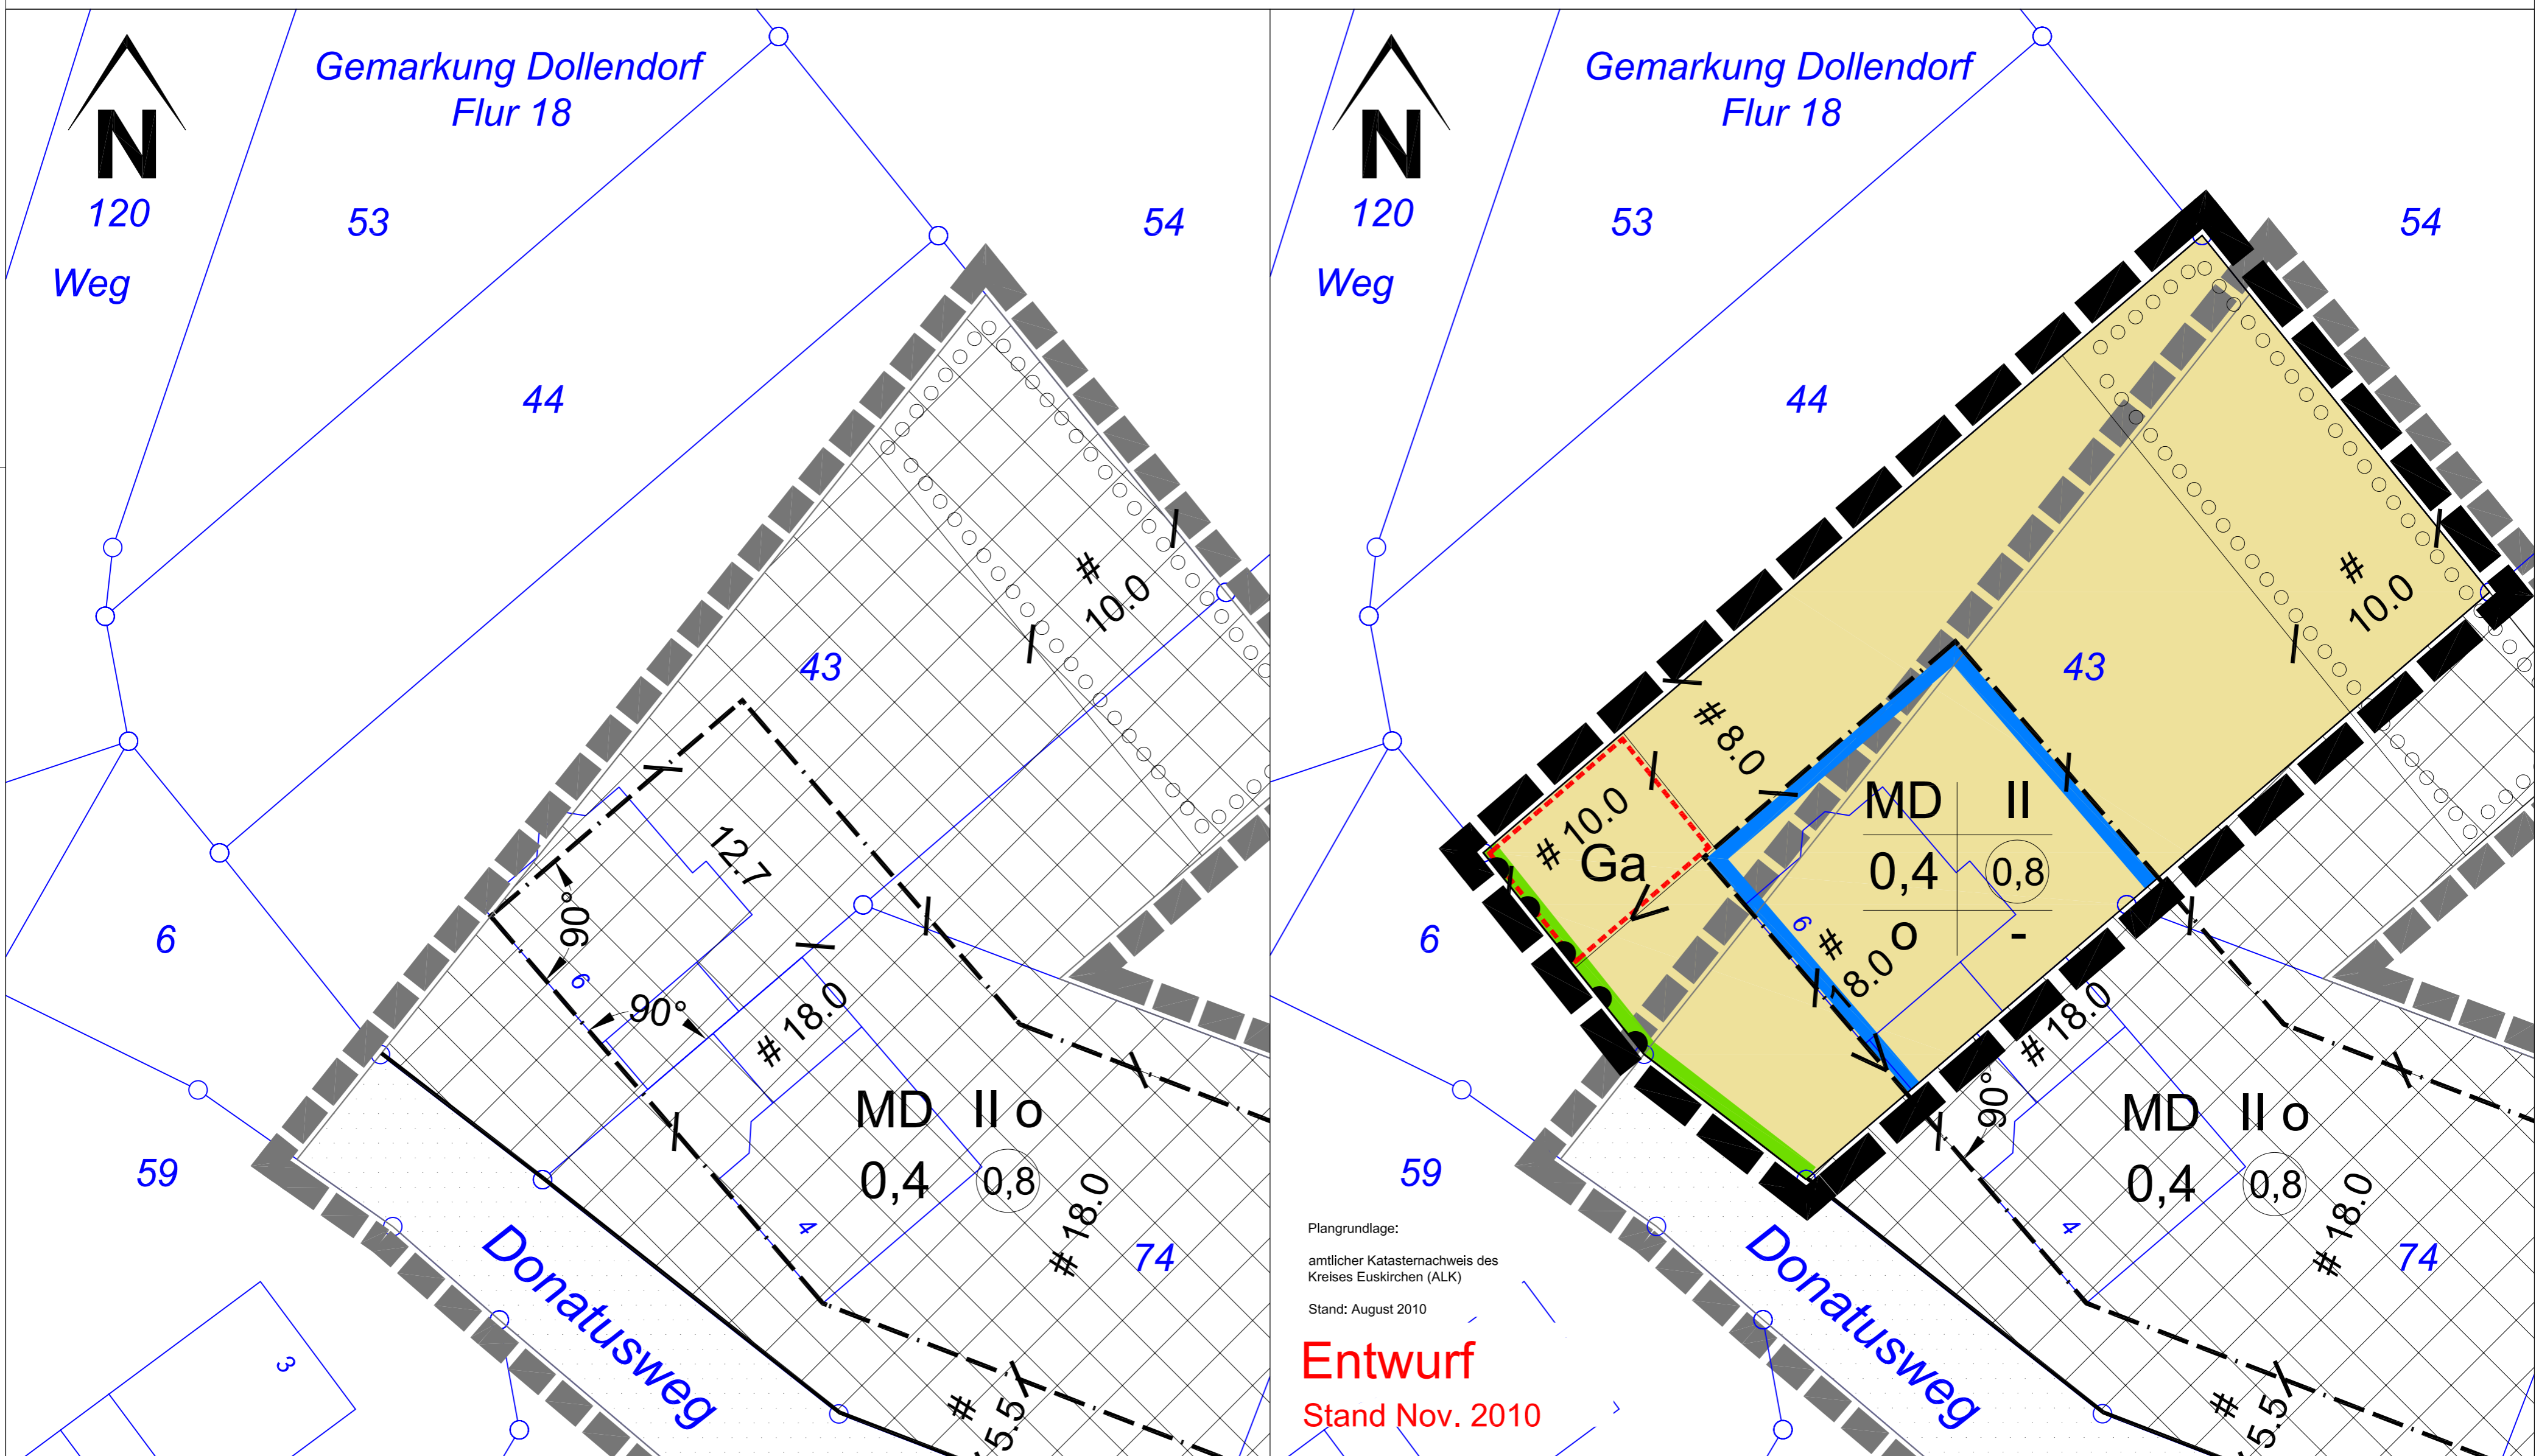 Gemarkung Dollendorf
Flur 18
N
120
53
54
Weg
44
#
10.0
43
12.7
90°
6
6
90°
# 18.0
MD II o
0,4 0,8
59
# 18.0
4
74
Donatusweg
3
#
5.5
Gemarkung Dollendorf
Flur 18
N
120
53
54
Weg
44
#
10.0
43
# 8.0
# 10.0
Ga
MD II
0,4 0,8
o -
6
6
#
8.0
# 18.0
90°
MD II o
0,4 0,8
59
# 18.0
4
74
Plangrundlage:
amtlicher Katasternachweis des
Kreises Euskirchen (ALK)
Stand: August 2010
Entwurf
Stand Nov. 2010
Donatusweg
#
5.5